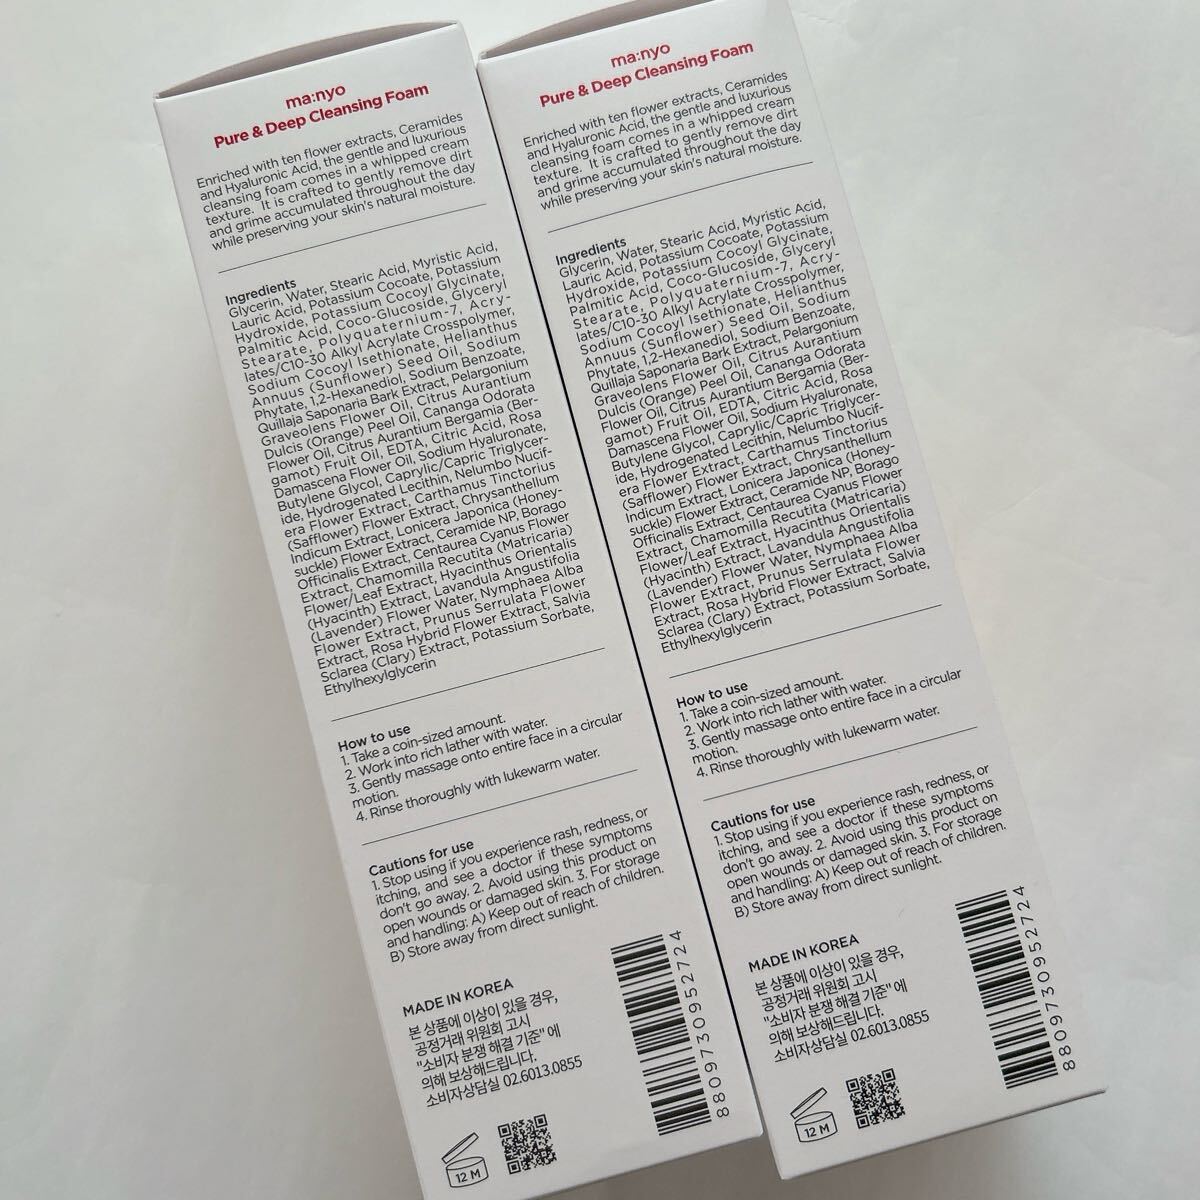 ma:nyo
Pure & Deep Cleansing Foam
Enriched with ten flower extracts, Ceramides
and Hyaluronic Acid, the gentle and luxurious
cleansing foam comes in a whipped cream
texture. It is crafted to gently remove dirt
and grime accumulated throughout the day
while preserving your skin's natural moisture.
Ingredients
Glycerin, Water, Stearic Acid, Myristic Acid,
Lauric Acid, Potassium Cocoate, Potassium
Hydroxide, Potassium Cocoyl Glycinate,
Palmitic Acid, Coco-Glucoside, Glyceryl
Stearate, Polyquaternium-7, Acry-
lates/C10-30 Alkyl Acrylate Crosspolymer,
Sodium Cocoyl Isethionate, Helianthus
Annuus (Sunflower) Seed Oil, Sodium
Phytate, 1,2-Hexanediol, Sodium Benzoate,
Quillaja Saponaria Bark Extract, Pelargonium
Graveolens Flower Oil, Citrus Aurantium
Dulcis (Orange) Peel Oil, Cananga Odorata
Flower Oil, Citrus Aurantium Bergamia (Ber-
gamot) Fruit Oil, EDTA, Citric Acid, Rosa
Damascena Flower Oil, Sodium Hyaluronate,
Butylene Glycol, Caprylic/Capric Triglycer-
ide, Hydrogenated Lecithin, Nelumbo Nucif-
era Flower Extract, Carthamus Tinctorius
(Safflower) Flower Extract, Chrysanthellum
Indicum Extract, Lonicera Japonica (Honey-
suckle) Flower Extract, Ceramide NP, Borago
Officinalis Extract, Centaurea Cyanus Flower
Extract, Chamomilla Recutita (Matricaria)
Flower/Leaf Extract, Hyacinthus Orientalis
(Hyacinth) Extract, Lavandula Angustifolia
(Lavender) Flower Water, Nymphaea Alba
Flower Extract, Prunus Serrulata Flower
Extract, Rosa Hybrid Flower Extract, Salvia
Sclarea (Clary) Extract, Potassium Sorbate,
Ethylhexylglycerin
How to use
1. Take a coin-sized amount.
2. Work into rich lather with water.
3. Gently massage onto entire face in a circular
motion.
4. Rinse thoroughly with lukewarm water.
Cautions for use
1. Stop using if you experience rash, redness, or
itching, and see a doctor if these symptoms
don't go away. 2. Avoid using this product on
open wounds or damaged skin. 3. For storage
and handling: A) Keep out of reach of children.
B) Store away from direct sunlight.
MADE IN KOREA
본 상품에 이상이 있을 경우,
공정거래 위원회 고시
"소비자 분쟁 해결 기준" 에
의해 보상해드립니다.
소비자상담실 02.6013.0855
8809730952724
12 M
ma:nyo
Pure & Deep Cleansing Foam
Enriched with ten flower extracts, Ceramides
and Hyaluronic Acid, the gentle and luxurious
cleansing foam comes in a whipped cream
texture. It is crafted to gently remove dirt
and grime accumulated throughout the day
while preserving your skin's natural moisture.
Ingredients
Glycerin, Water, Stearic Acid, Myristic Acid,
Lauric Acid, Potassium Cocoate, Potassium
Hydroxide, Potassium Cocoyl Glycinate,
Palmitic Acid, Coco-Glucoside, Glyceryl
Stearate, Polyquaternium-7, Acry-
lates/C10-30 Alkyl Acrylate Crosspolymer,
Sodium Cocoyl Isethionate, Helianthus
Annuus (Sunflower) Seed Oil, Sodium
Phytate, 1,2-Hexanediol, Sodium Benzoate,
Quillaja Saponaria Bark Extract, Pelargonium
Graveolens Flower Oil, Citrus Aurantium
Dulcis (Orange) Peel Oil, Cananga Odorata
Flower Oil, Citrus Aurantium Bergamia (Ber-
gamot) Fruit Oil, EDTA, Citric Acid, Rosa
Damascena Flower Oil, Sodium Hyaluronate,
Butylene Glycol, Caprylic/Capric Triglycer-
ide, Hydrogenated Lecithin, Nelumbo Nucif-
era Flower Extract, Carthamus Tinctorius
(Safflower) Flower Extract, Chrysanthellum
Indicum Extract, Lonicera Japonica (Honey-
suckle) Flower Extract, Ceramide NP, Borago
Officinalis Extract, Centaurea Cyanus Flower
Extract, Chamomilla Recutita (Matricaria)
Flower/Leaf Extract, Hyacinthus Orientalis
(Hyacinth) Extract, Lavandula Angustifolia
(Lavender) Flower Water, Nymphaea Alba
Flower Extract, Prunus Serrulata Flower
Extract, Rosa Hybrid Flower Extract, Salvia
Sclarea (Clary) Extract, Potassium Sorbate,
Ethylhexylglycerin
How to use
1. Take a coin-sized amount.
2. Work into rich lather with water.
3. Gently massage onto entire face in a circular
motion.
4. Rinse thoroughly with lukewarm water.
Cautions for use
1. Stop using if you experience rash, redness, or
itching, and see a doctor if these symptoms
don't go away. 2. Avoid using this product on
open wounds or damaged skin. 3. For storage
and handling: A) Keep out of reach of children.
B) Store away from direct sunlight.
MADE IN KOREA
본 상품에 이상이 있을 경우,
공정거래 위원회 고시
"소비자 분쟁 해결 기준" 에
의해 보상해드립니다.
소비자상담실 02.6013.0855
8809730952724
12 M